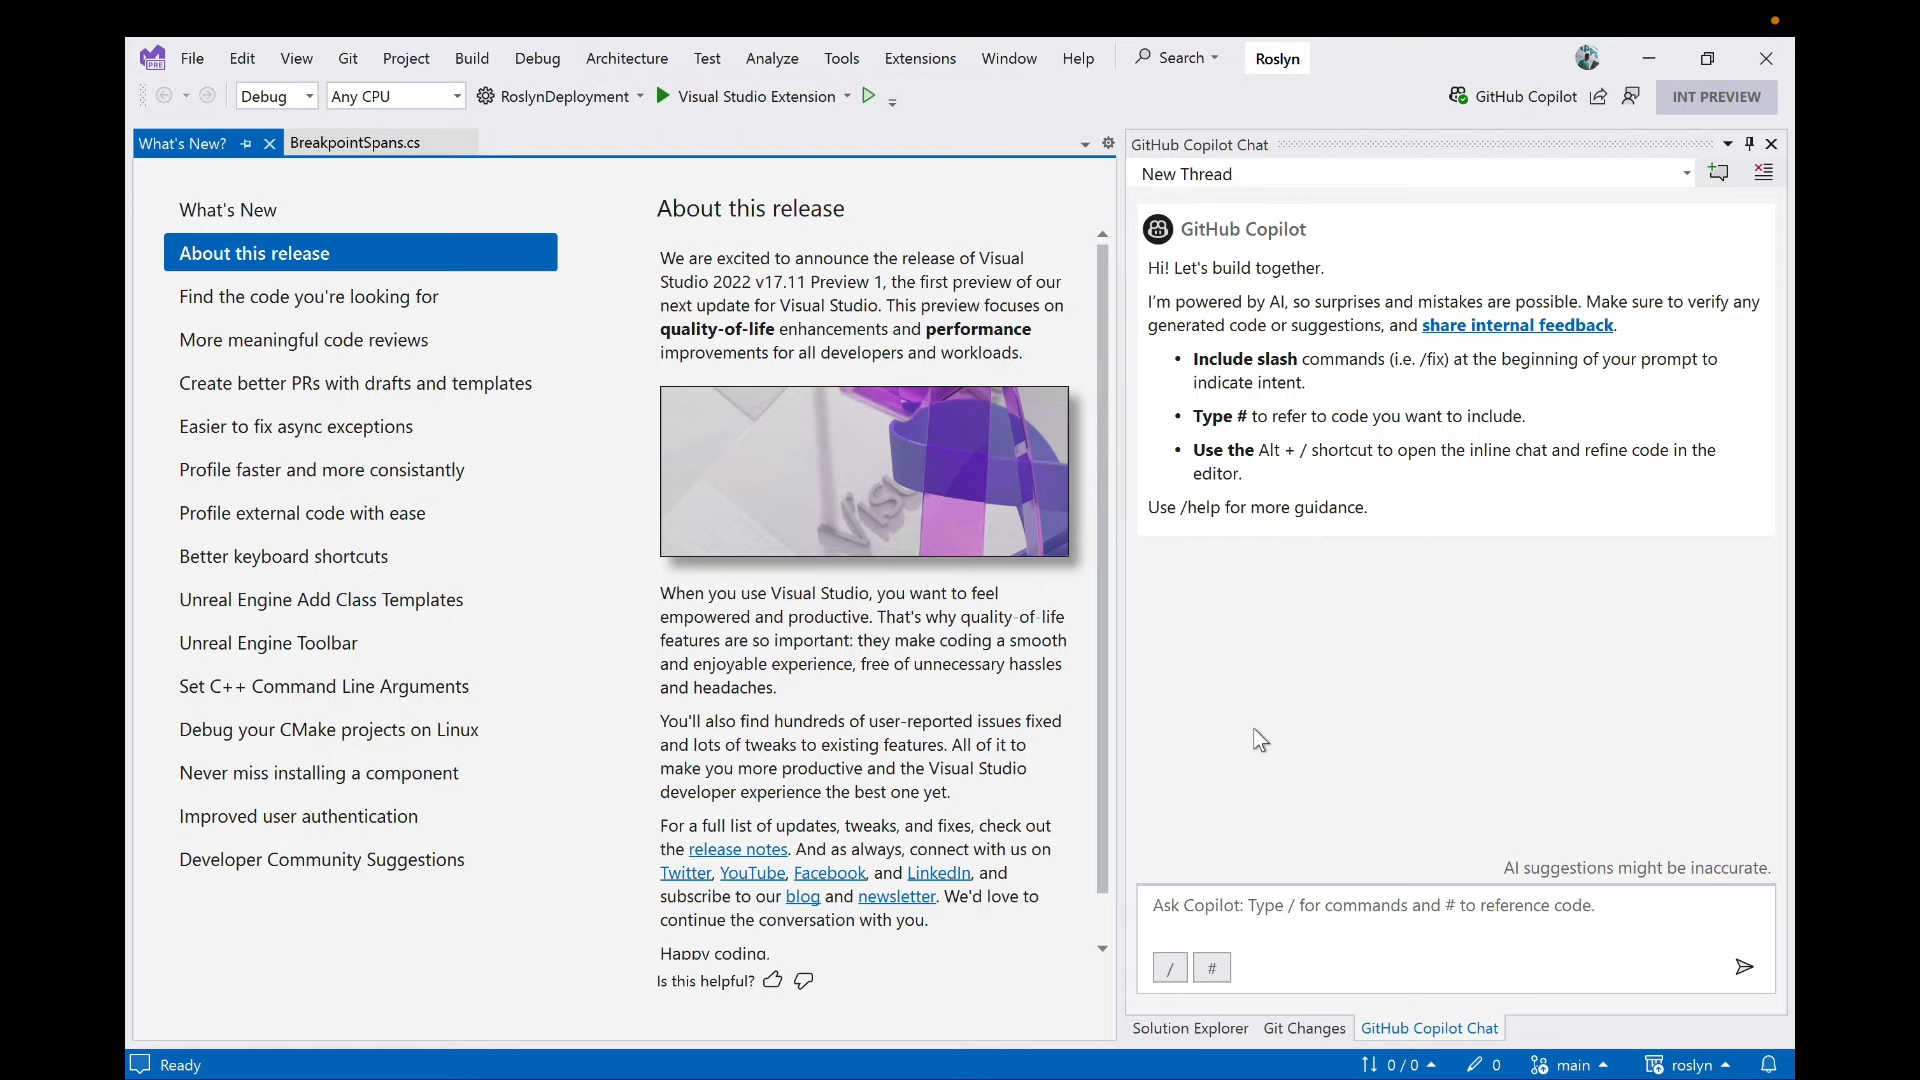 File Edit View Git Project Build Debug Architecture Test Analyze Tools Extensions Window Help Search Roslyn
PRE
Debug Any CPU RoslynDeployment Visual Studio Extension GitHub Copilot INT PREVIEW
What's New? BreakpointSpans.cs
What's New
About this release
Find the code you're looking for
More meaningful code reviews
Create better PRs with drafts and templates
Easier to fix async exceptions
Profile faster and more consistantly
Profile external code with ease
Better keyboard shortcuts
Unreal Engine Add Class Templates
Unreal Engine Toolbar
Set C++ Command Line Arguments
Debug your CMake projects on Linux
Never miss installing a component
Improved user authentication
Developer Community Suggestions
About this release
We are excited to announce the release of Visual
Studio 2022 v17.11 Preview 1, the first preview of our
next update for Visual Studio. This preview focuses on
quality-of-life enhancements and performance
improvements for all developers and workloads.
Visu
When you use Visual Studio, you want to feel
empowered and productive. That's why quality-of-life
features are so important: they make coding a smooth
and enjoyable experience, free of unnecessary hassles
and headaches.
You'll also find hundreds of user-reported issues fixed
and lots of tweaks to existing features. All of it to
make you more productive and the Visual Studio
developer experience the best one yet.
For a full list of updates, tweaks, and fixes, check out
the release notes. And as always, connect with us on
Twitter, YouTube, Facebook, and LinkedIn, and
subscribe to our blog and newsletter. We'd love to
continue the conversation with you.
Happy coding,
Is this helpful?
GitHub Copilot Chat
New Thread
GitHub Copilot
Hi! Let's build together.
I'm powered by AI, so surprises and mistakes are possible. Make sure to verify any
generated code or suggestions, and share internal feedback.
• Include slash commands (i.e. /fix) at the beginning of your prompt to
indicate intent.
• Type # to refer to code you want to include.
• Use the Alt + / shortcut to open the inline chat and refine code in the
editor.
Use /help for more guidance.
AI suggestions might be inaccurate.
Ask Copilot: Type / for commands and # to reference code.
/ #
Solution Explorer Git Changes GitHub Copilot Chat
Ready 0 / 0 0 main roslyn